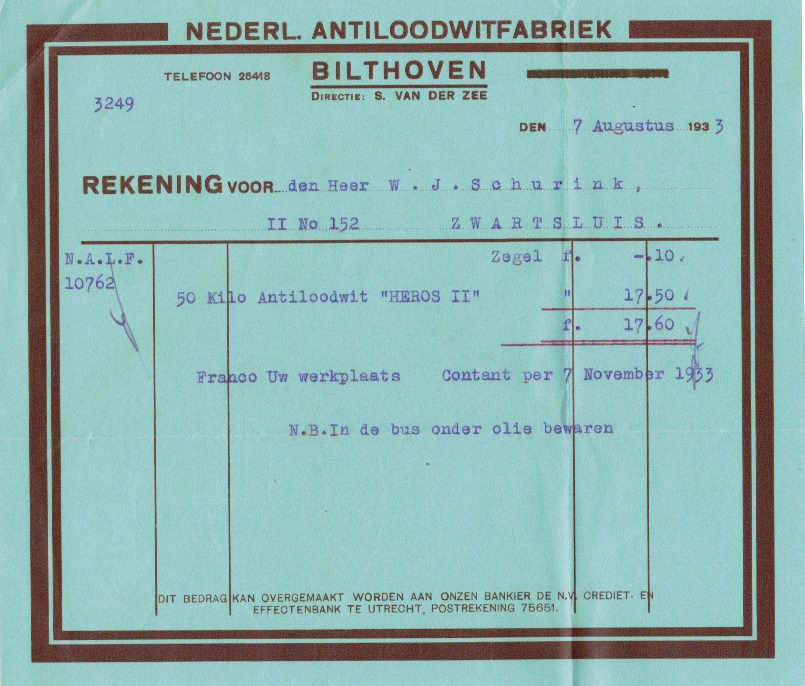 NEDERL. ANTILOODWITFABRIEK
TELEFOON 26418 BILTHOVEN
DIRECTIE: S. VAN DER ZEE
3249
DEN 7 Augustus 1933
REKENING VOOR den Heer W.J.Schurink,
II No 152 ZWARTSLUIS.
N.A.L.F. Zegel f. -.10
10762
50 Kilo Antiloodwit "HEROS II" " 17.50
f. 17.60
Franco Uw werkplaats Contant per 7 November 1933
N.B.In de bus onder olie bewaren
DIT BEDRAG KAN OVERGEMAAKT WORDEN AAN ONZEN BANKIER DE N.V. CREDIET- EN
EFFECTENBANK TE UTRECHT, POSTREKENING 75651.